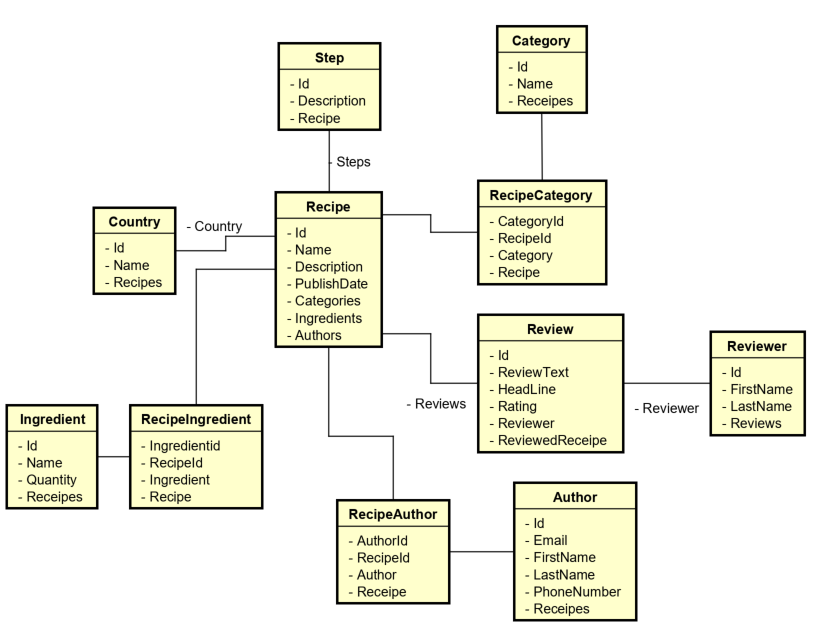 Step
- Id
- Description
- Recipe
Category
- Id
- Name
- Receipes
- Steps
RecipeCategory
- CategoryId
- RecipeId
- Category
- Recipe
Recipe
- Id
- Name
- Description
- PublishDate
- Categories
- Ingredients
- Authors
Country
- Id
- Name
- Recipes
- Country
Review
- Id
- ReviewText
- HeadLine
- Rating
- Reviewer
- ReviewedReceipe
Reviewer
- Id
- FirstName
- LastName
- Reviews
- Reviews
- Reviewer
Ingredient
- Id
- Name
- Quantity
- Receipes
RecipeIngredient
- Ingredientid
- RecipeId
- Ingredient
- Recipe
RecipeAuthor
- AuthorId
- RecipeId
- Author
- Receipe
Author
- Id
- Email
- FirstName
- LastName
- PhoneNumber
- Receipes